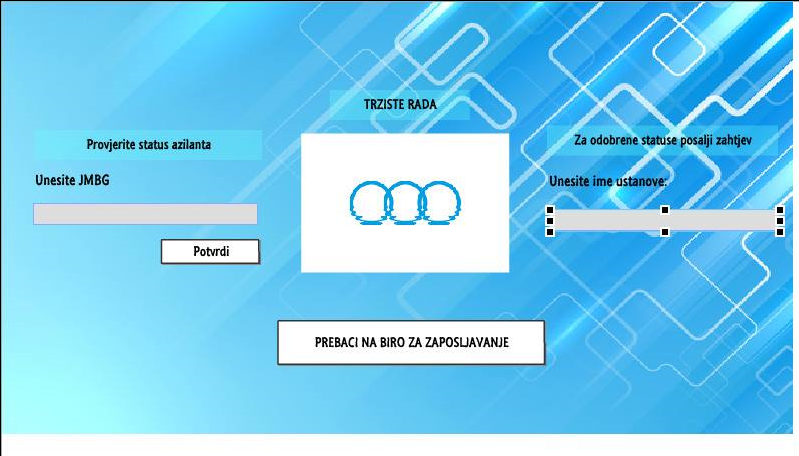 TRZISTE RADA
Provjerite status azilanta
Unesite JMBG
Potvrdi
Za odobrene statuse posalji zahtjev
Unesite ime ustanove:
PREBACI NA BIRO ZA ZAPOSLJAVANJE